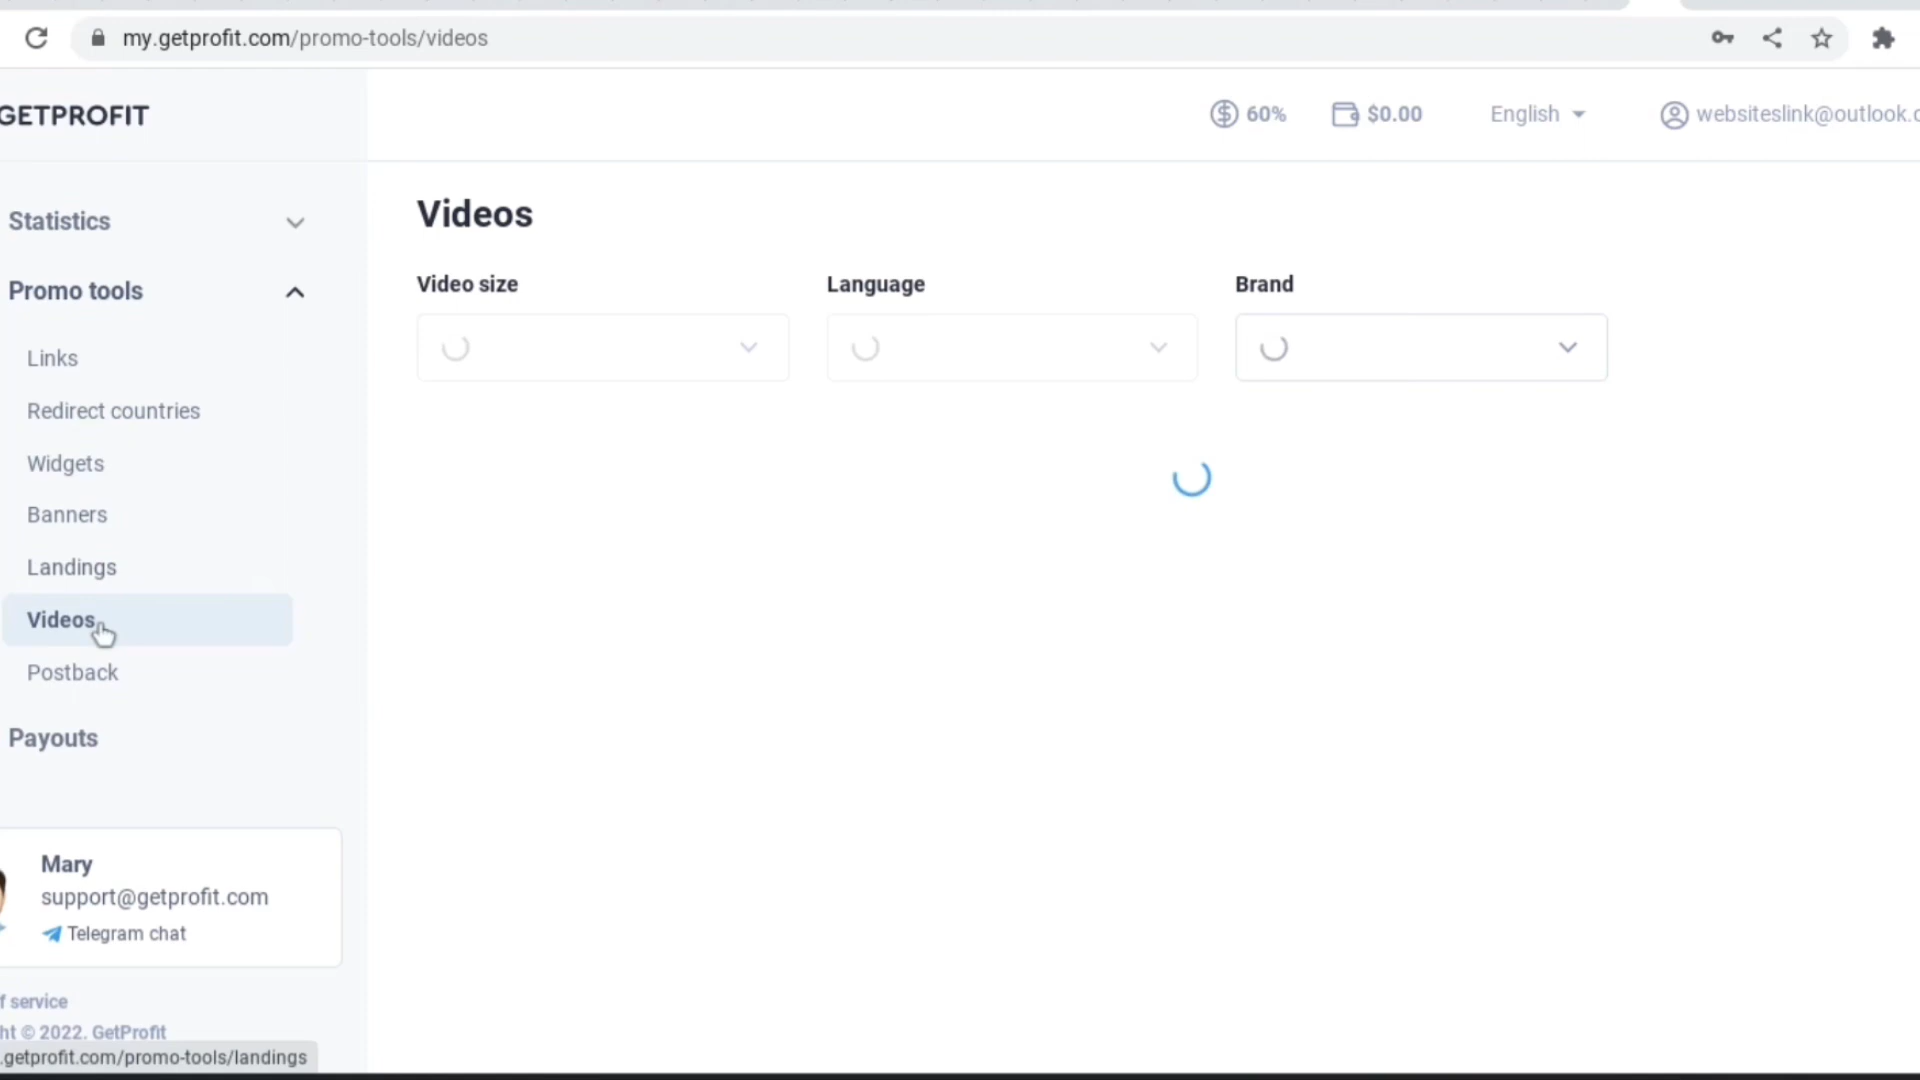 my.getprofit.com/promo-tools/videos
GETPROFIT
60%
$0.00
English
websiteslink@outlook.c
Statistics
Promo tools
Links
Redirect countries
Widgets
Banners
Landings
Videos
Postback
Payouts
Videos
Video size
Language
Brand
Mary
support@getprofit.com
Telegram chat
f service
ht © 2022. GetProfit
.getprofit.com/promo-tools/landings